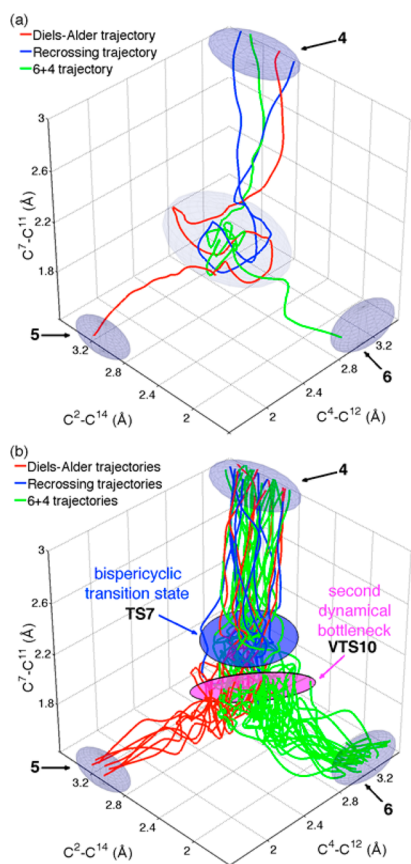 (a)
Diels-Alder trajectory
Recrossing trajectory
6+4 trajectory
4
3
2.6
2.2
1.8
C⁷-C¹¹ (Å)
5
3.2
2.8
2.4
2
C²-C¹⁴ (Å)
3.2
2.8
2.4
2
C⁴-C¹² (Å)
6
(b)
Diels-Alder trajectories
Recrossing trajectories
6+4 trajectories
4
bispericyclic
transition state
TS7
second
dynamical
bottleneck
VTS10
3
2.6
2.2
1.8
C⁷-C¹¹ (Å)
5
3.2
2.8
2.4
2
C²-C¹⁴ (Å)
3.2
2.8
2.4
2
C⁴-C¹² (Å)
6